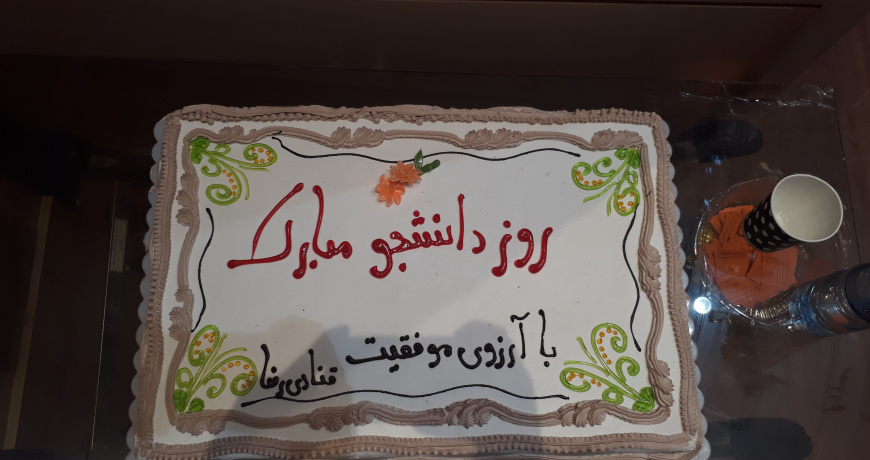 روز دانشجو مبارک
با آرزوی موفقیت قنادی رضا